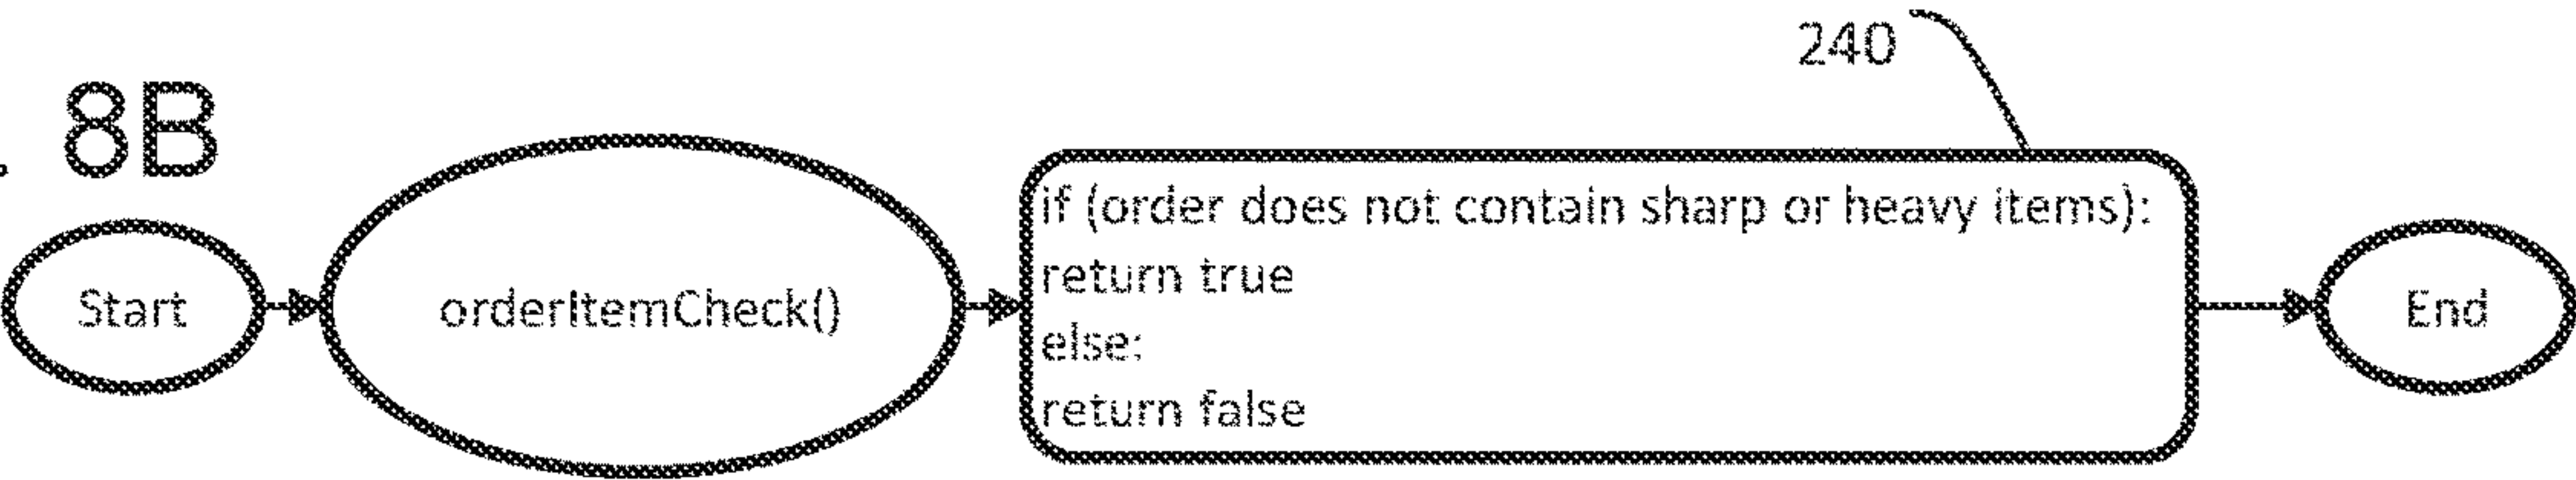 240
. 8B
Start
orderItemCheck()
if (order does not contain sharp or heavy items):
return true
else:
return false
End